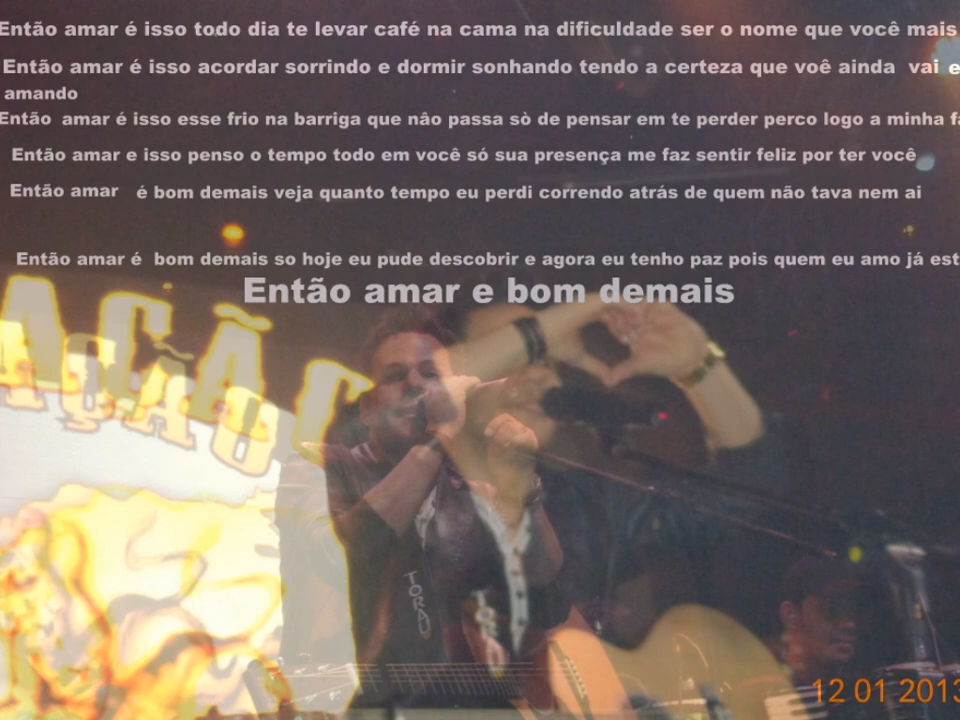 Então amar é isso todo dia te levar café na cama na dificuldade ser o nome que você mais
Então amar é isso acordar sorrindo e dormir sonhando tendo a certeza que voê ainda vai e
amando
Então amar é isso esse frio na barriga que nâo passa sò de pensar em te perder perco logo a minha fa
Então amar e isso penso o tempo todo em você só sua presença me faz sentir feliz por ter você
Então amar é bom demais veja quanto tempo eu perdi correndo atrás de quem não tava nem ai
Então amar é bom demais so hoje eu pude descobrir e agora eu tenho paz pois quem eu amo já est
Então amar e bom demais
AÇÃO
AÇÃO
TORA
12 01 2013